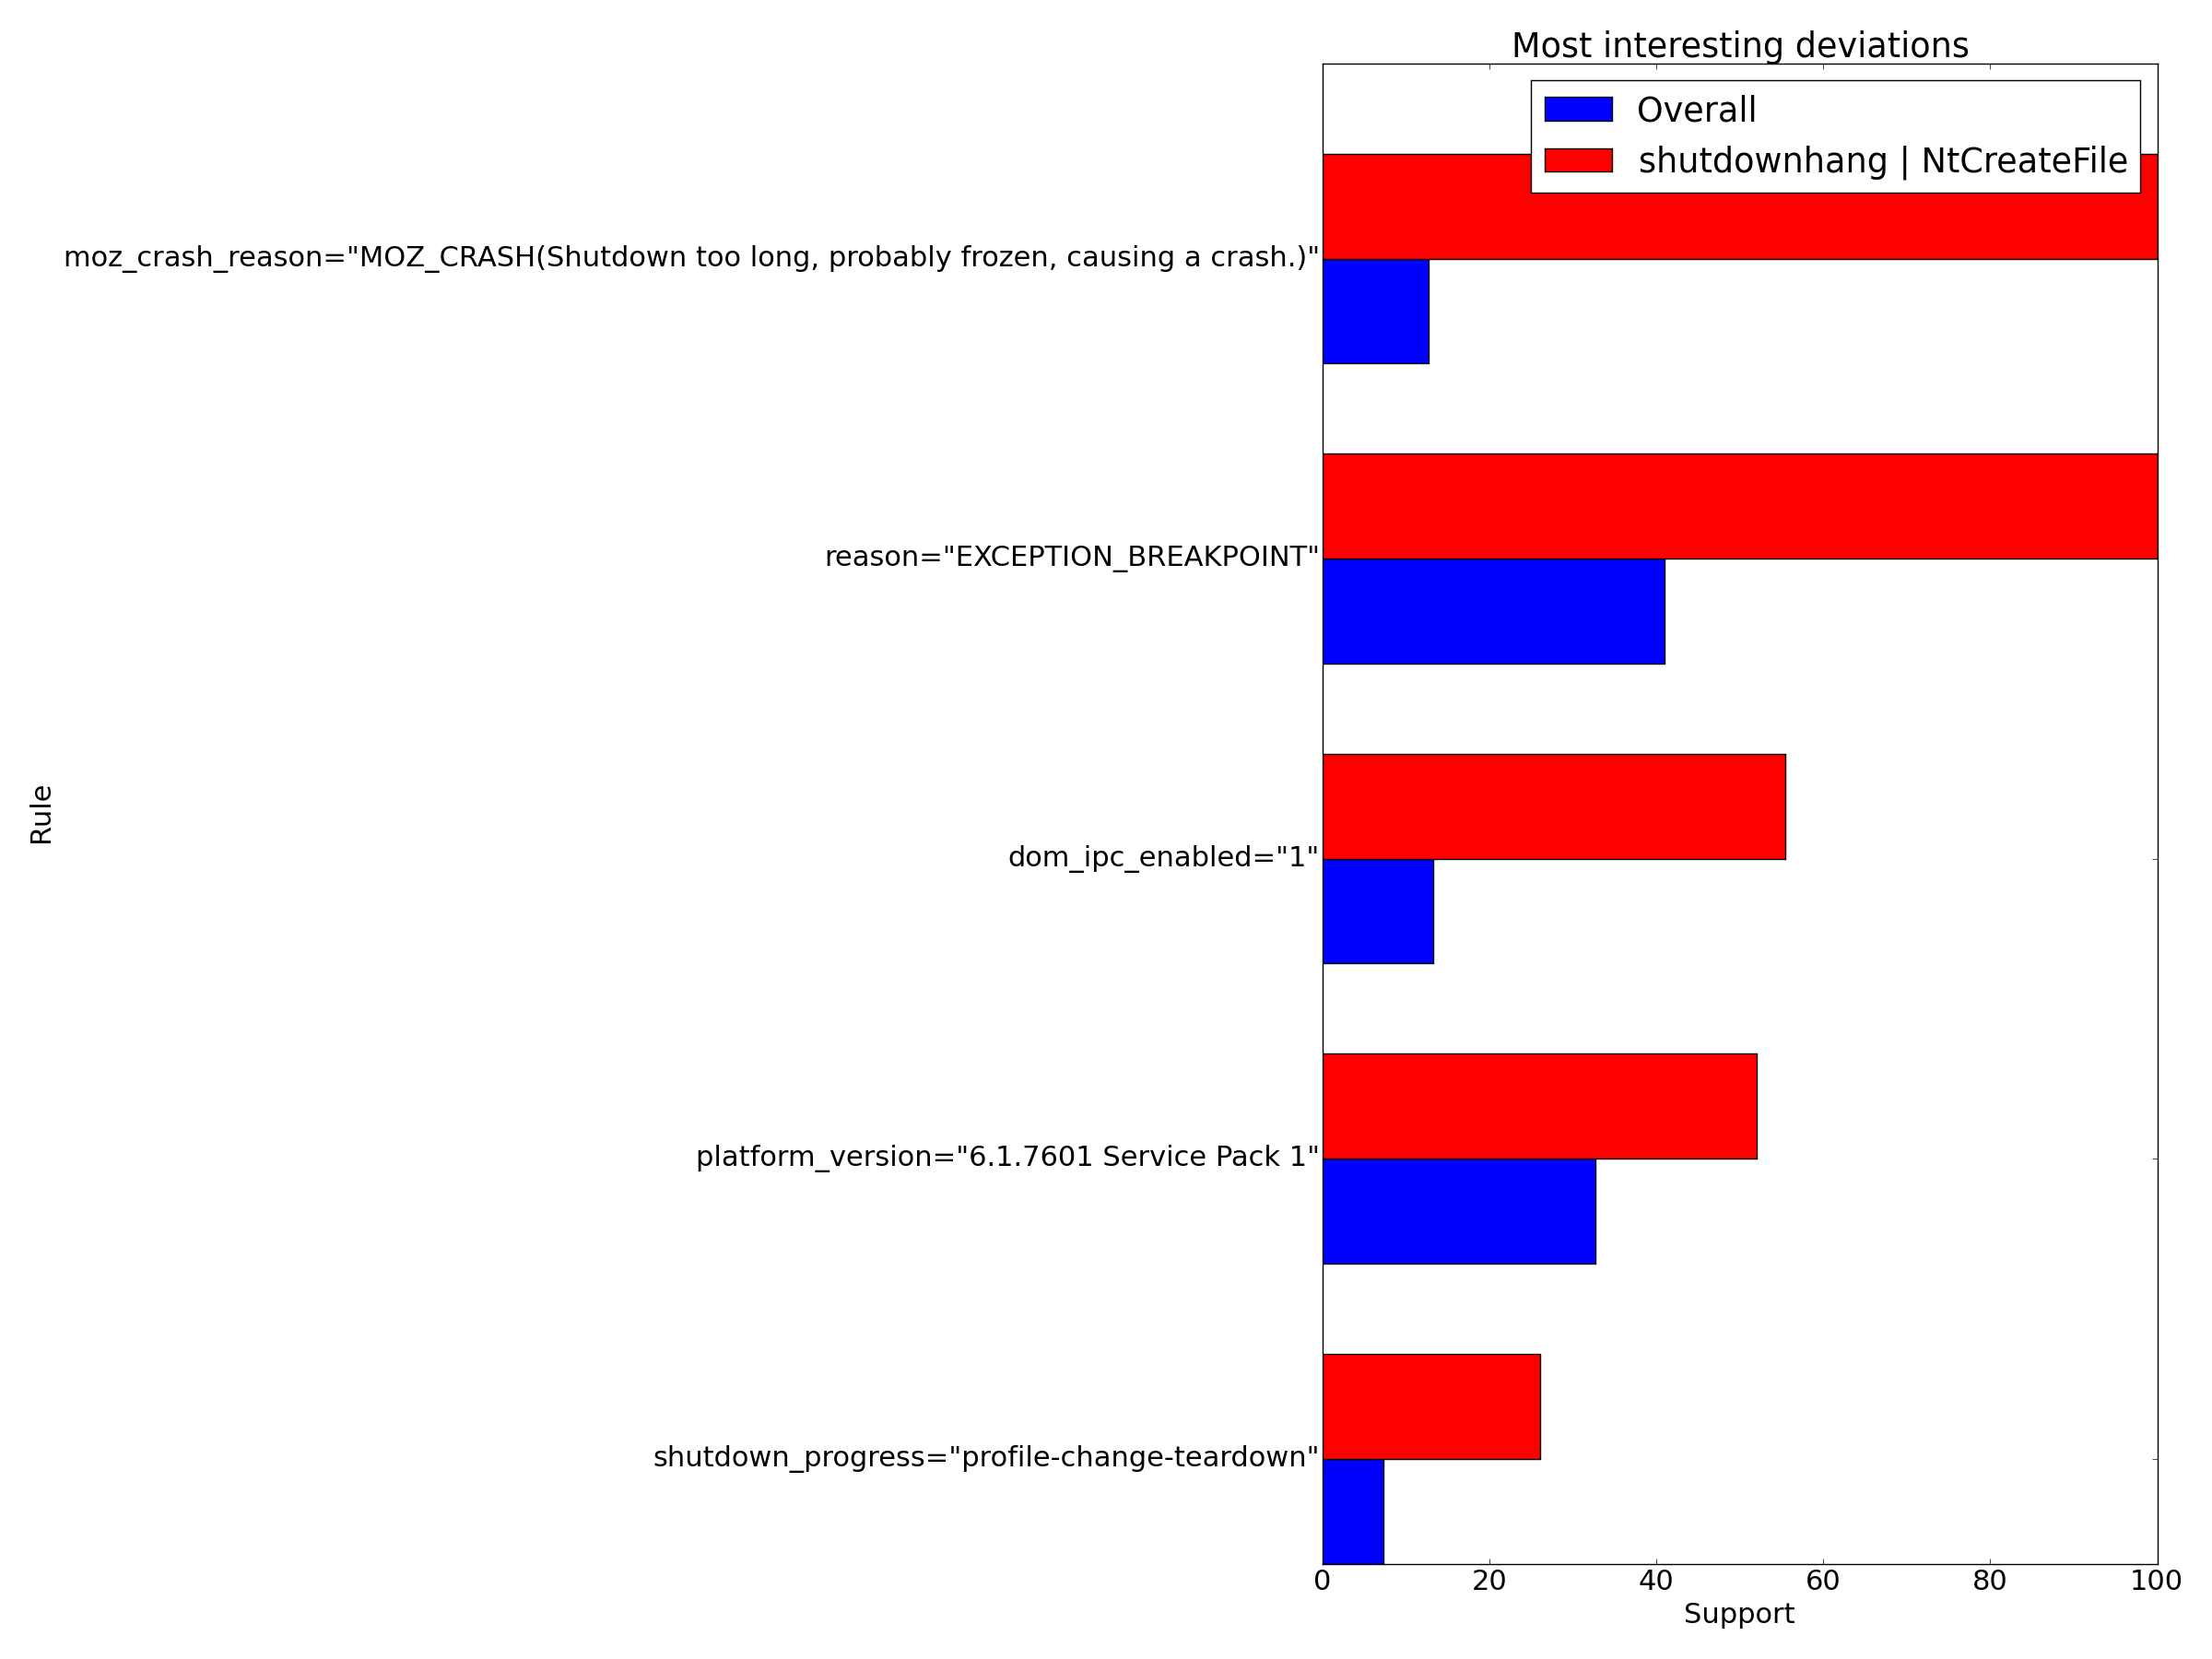 Most interesting deviations
Overall
shutdownhang | NtCreateFile
moz_crash_reason="MOZ_CRASH(Shutdown too long, probably frozen, causing a crash.)"
reason="EXCEPTION_BREAKPOINT"
Rule
dom_ipc_enabled="1"
platform_version="6.1.7601 Service Pack 1"
shutdown_progress="profile-change-teardown"
0 20 40 60 80 100
Support